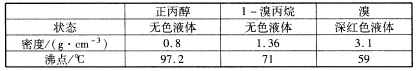 正丙醇 1-溴丙烷 溴
状态 无色液体 无色液体 深红色液体
密度/(g·cm⁻³) 0.8 1.36 3.1
沸点/℃ 97.2 71 59